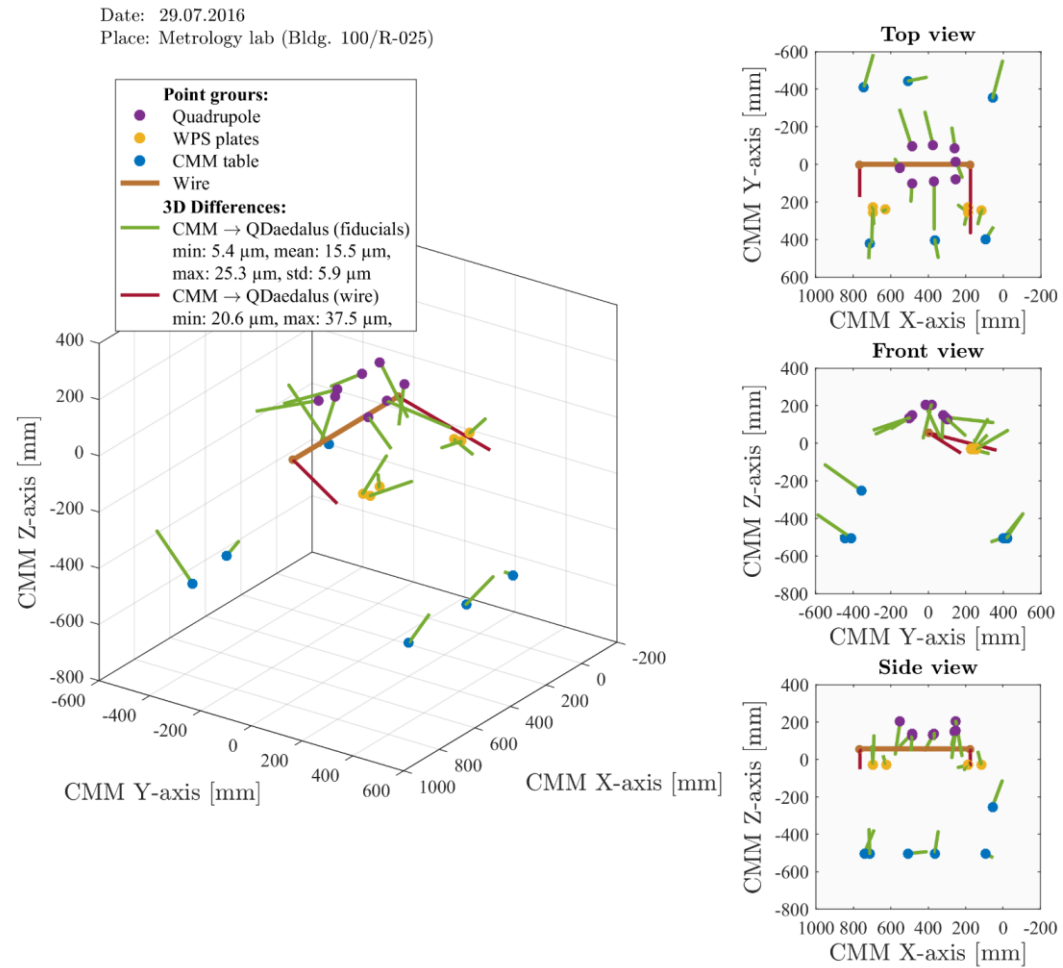 Date: 29.07.2016
Place: Metrology lab (Bldg. 100/R-025)
Point grours:
Quadrupole
WPS plates
CMM table
Wire
3D Differences:
CMM → QDaedalus (fiducials)
min: 5.4 µm, mean: 15.5 µm,
max: 25.3 µm, std: 5.9 µm
CMM → QDaedalus (wire)
min: 20.6 µm, max: 37.5 µm,
400
200
0
-200
-400
-600
-800
CMM Z-axis [mm]
-600
-400
-200
0
200
400
600
CMM Y-axis [mm]
1000
800
600
400
200
0
-200
CMM X-axis [mm]
Top view
-600
-400
-200
0
200
400
600
CMM Y-axis [mm]
1000 800 600 400 200 0 -200
CMM X-axis [mm]
Front view
400
200
0
-200
-400
-600
-800
CMM Z-axis [mm]
-600 -400 -200 0 200 400 600
CMM Y-axis [mm]
Side view
400
200
0
-200
-400
-600
-800
CMM Z-axis [mm]
1000 800 600 400 200 0 -200
CMM X-axis [mm]